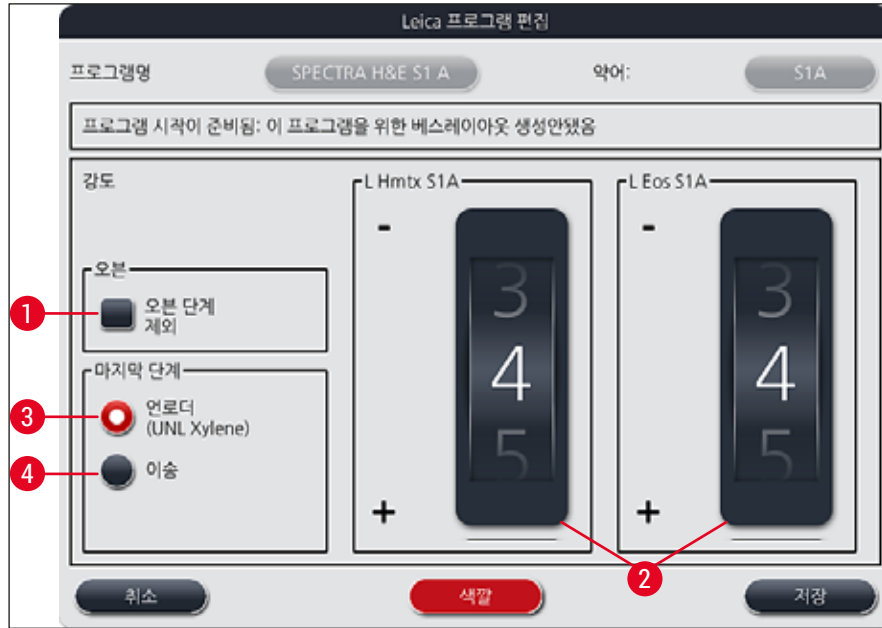 Leica 프로그램 편집
프로그램명
SPECTRA H&E S1 A
약어:
S1A
프로그램 시작이 준비됨: 이 프로그램을 위한 베스레이아웃 생성안됐음
강도
L Hmtx S1A
L Eos S1A
-
-
오븐
1
오븐 단계
제외
3
4
5
3
4
5
마지막 단계
3
언로더
(UNL Xylene)
4
이송
+
+
2
취소
색깔
저장